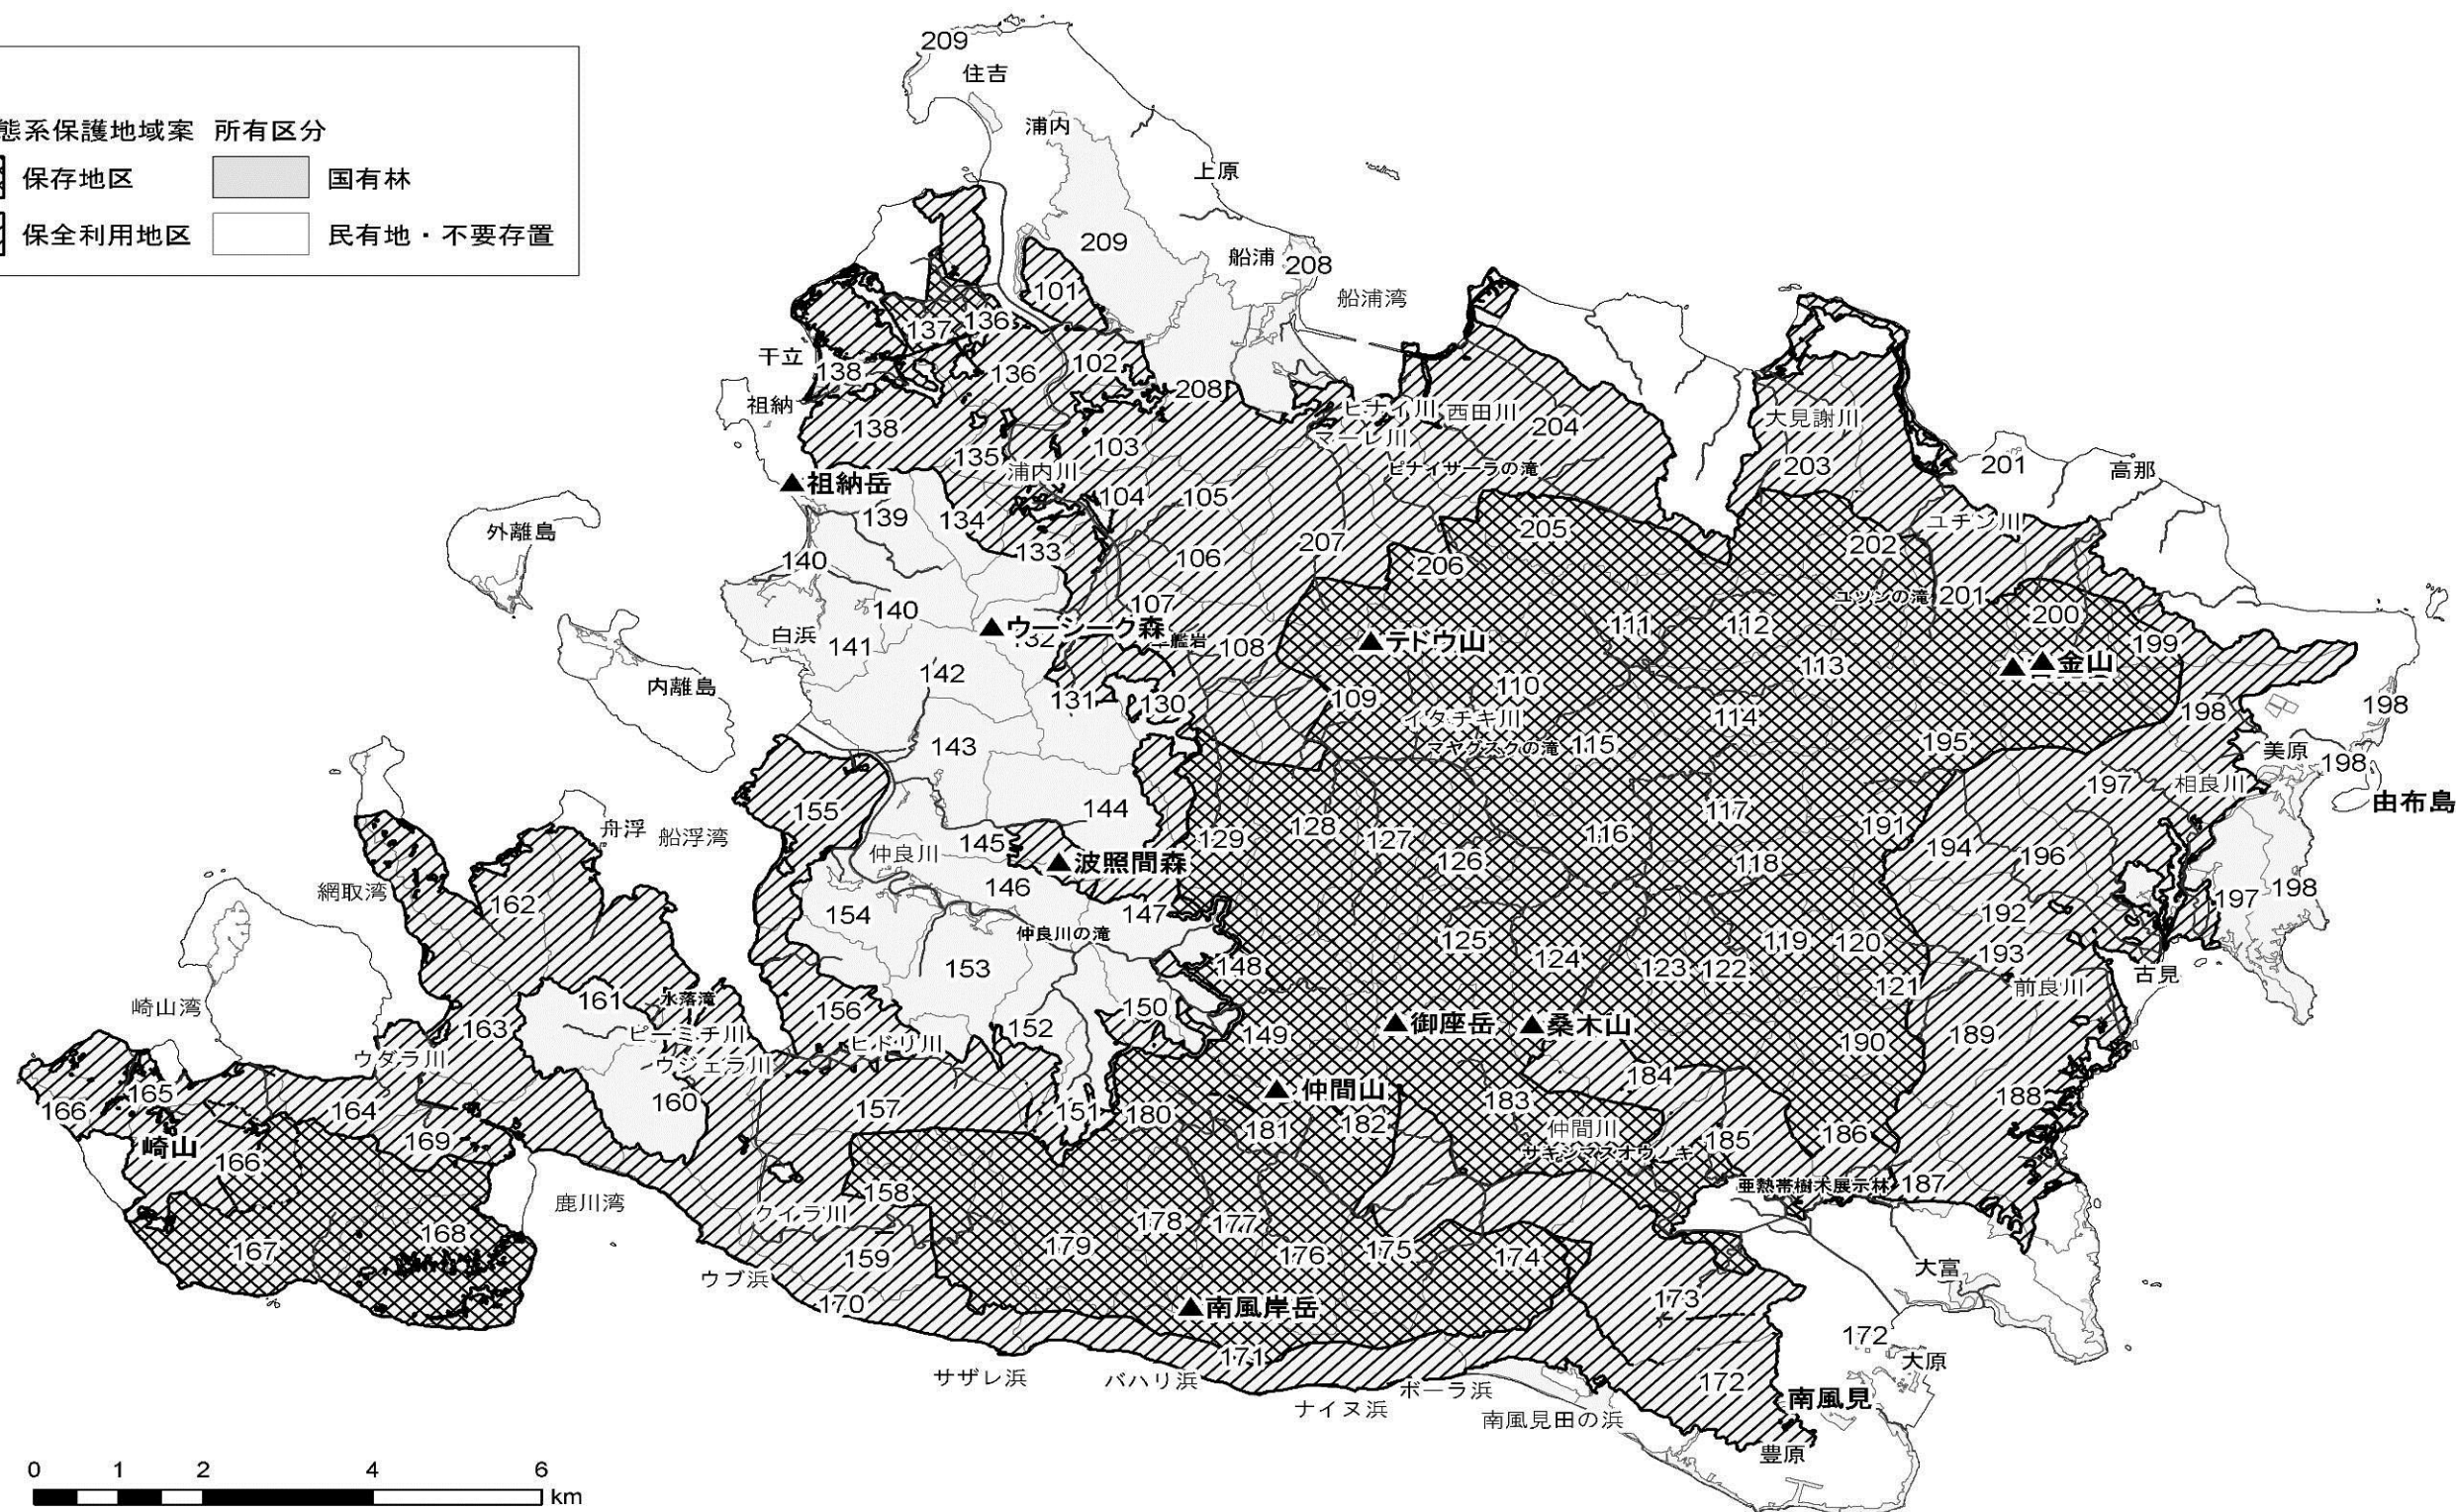 態系保護地域案 所有区分
保存地区 国有林
保全利用地区 民有地・不要存置
209
住吉
浦内
上原
209
船浦
208
船浦湾
101
137
136
干立
138
136
102
208
祖納
138
103
ヒナイ川
西田川
204
大見謝川
マーレ川
135
浦内川
ピナイサーラの滝
203
201
高那
▲祖納岳
139
134
104
105
外離島
133
106
207
205
206
202
ユチン川
140
140
107
ユツンの滝
201
200
白浜
141
▲ウーシーク森
132
軍艦岩
108
▲テドウ山
111
112
113
199
▲▲金山
142
内離島
131
130
109
110
114
198
198
イタチキ川
マヤグスクの滝
115
195
美原
143
198
197
相良川
由布島
155
144
129
128
127
116
117
191
舟浮
船浮湾
145
仲良川
▲波照間森
126
118
194
196
網取湾
162
146
154
147
197
198
192
仲良川の滝
125
119
120
193
153
148
124
123
122
古見
121
前良川
崎山湾
161
水落滝
156
150
163
ピーミチ川
152
149
▲御座岳
▲桑木山
190
189
ウダラ川
ウジェラ川
ヒドリ川
165
166
164
160
157
151
180
▲仲間山
184
183
188
崎山
169
181
182
仲間川
185
186
166
サキシマスオウノキ
158
亜熱帯樹木展示林
187
鹿川湾
クイラ川
167
168
159
179
178
177
176
175
174
大富
ウブ浜
170
▲南風岸岳
173
172
171
大原
サザレ浜
バハリ浜
ボーラ浜
172
南風見
ナイヌ浜
南風見田の浜
豊原
0 1 2 4 6
km